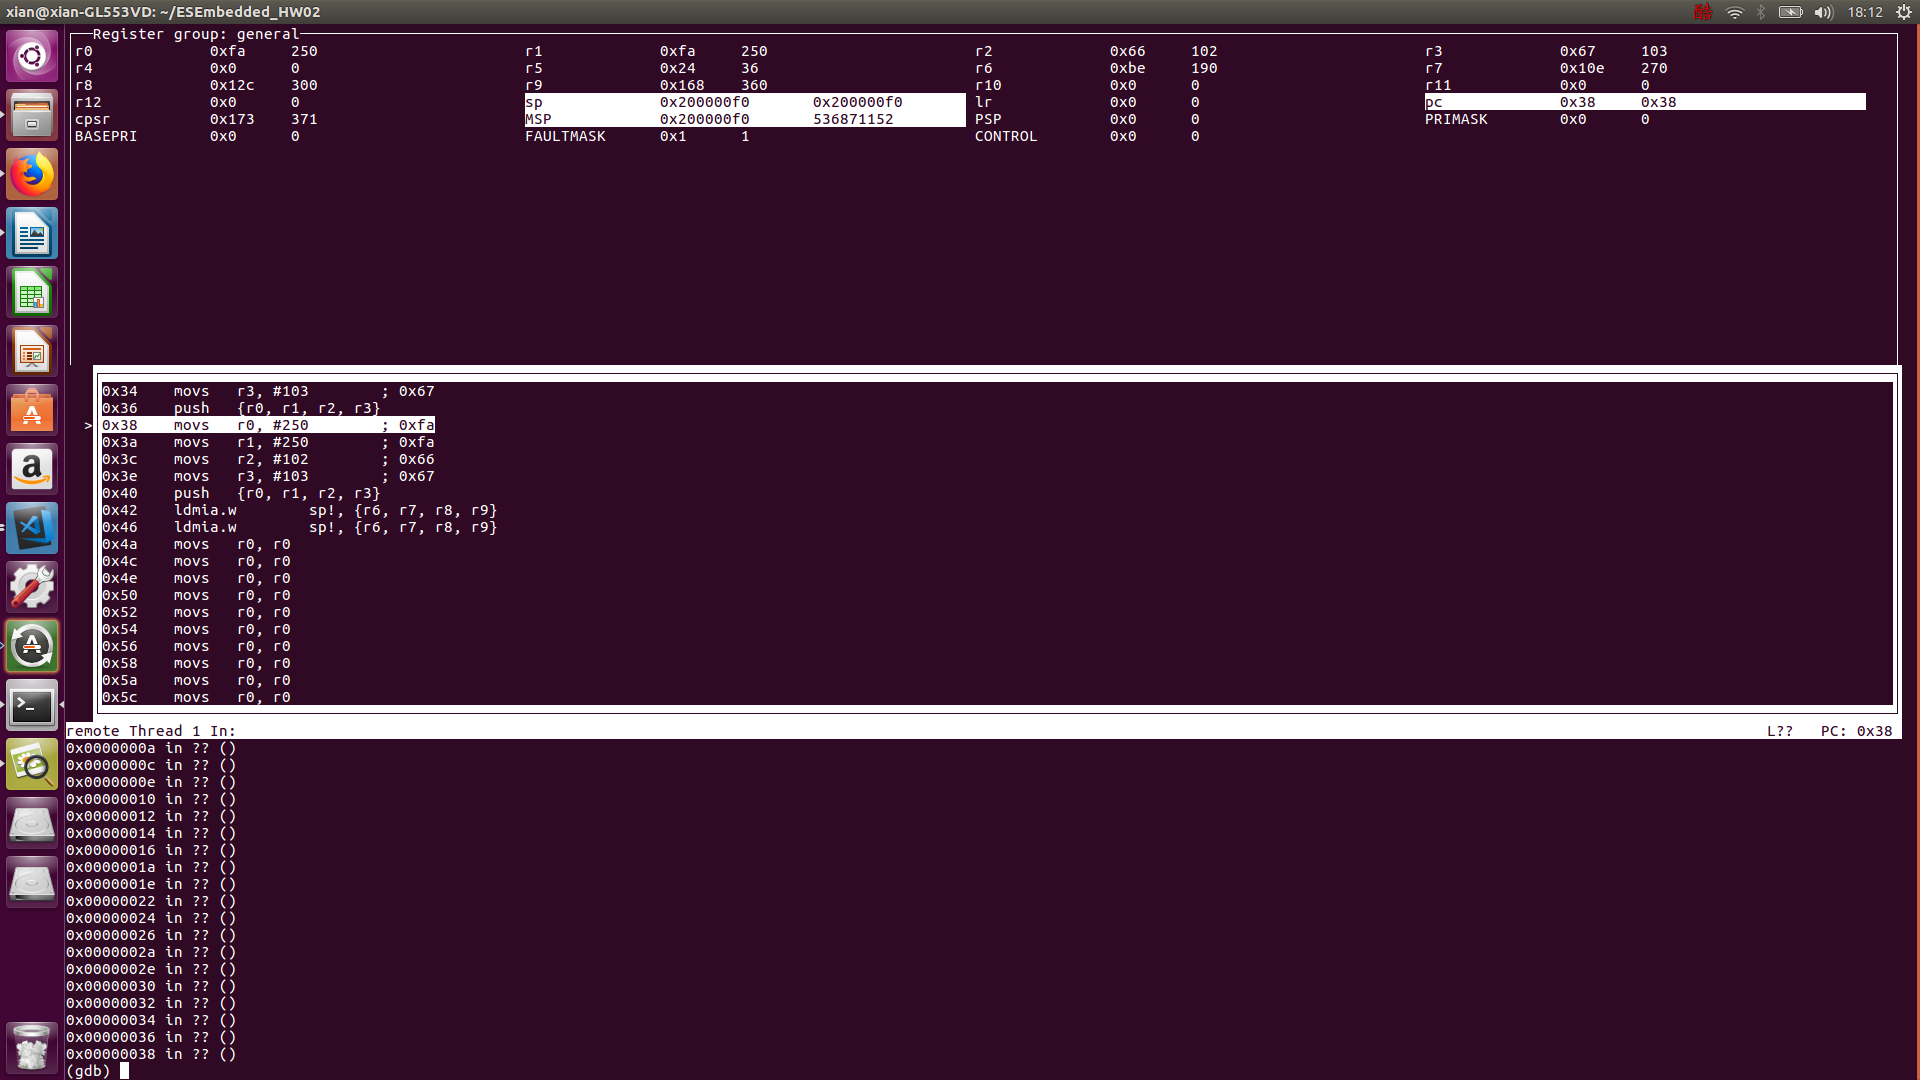 xian@xian-GL553VD: ~/ESEmbedded_HW02 酷 18:12
Register group: general
r0 0xfa 250 r1 0xfa 250 r2 0x66 102 r3 0x67 103
r4 0x0 0 r5 0x24 36 r6 0xbe 190 r7 0x10e 270
r8 0x12c 300 r9 0x168 360 r10 0x0 0 r11 0x0 0
r12 0x0 0 sp 0x200000f0 0x200000f0 lr 0x0 0 pc 0x38 0x38
cpsr 0x173 371 MSP 0x200000f0 536871152 PSP 0x0 0 PRIMASK 0x0 0
BASEPRI 0x0 0 FAULTMASK 0x1 1 CONTROL 0x0 0
0x34 movs r3, #103 ; 0x67
0x36 push {r0, r1, r2, r3}
> 0x38 movs r0, #250 ; 0xfa
0x3a movs r1, #250 ; 0xfa
0x3c movs r2, #102 ; 0x66
0x3e movs r3, #103 ; 0x67
0x40 push {r0, r1, r2, r3}
0x42 ldmia.w sp!, {r6, r7, r8, r9}
0x46 ldmia.w sp!, {r6, r7, r8, r9}
0x4a movs r0, r0
0x4c movs r0, r0
0x4e movs r0, r0
0x50 movs r0, r0
0x52 movs r0, r0
0x54 movs r0, r0
0x56 movs r0, r0
0x58 movs r0, r0
0x5a movs r0, r0
0x5c movs r0, r0
remote Thread 1 In: L?? PC: 0x38
0x0000000a in ?? ()
0x0000000c in ?? ()
0x0000000e in ?? ()
0x00000010 in ?? ()
0x00000012 in ?? ()
0x00000014 in ?? ()
0x00000016 in ?? ()
0x0000001a in ?? ()
0x0000001e in ?? ()
0x00000022 in ?? ()
0x00000024 in ?? ()
0x00000026 in ?? ()
0x0000002a in ?? ()
0x0000002e in ?? ()
0x00000030 in ?? ()
0x00000032 in ?? ()
0x00000034 in ?? ()
0x00000036 in ?? ()
0x00000038 in ?? ()
(gdb)